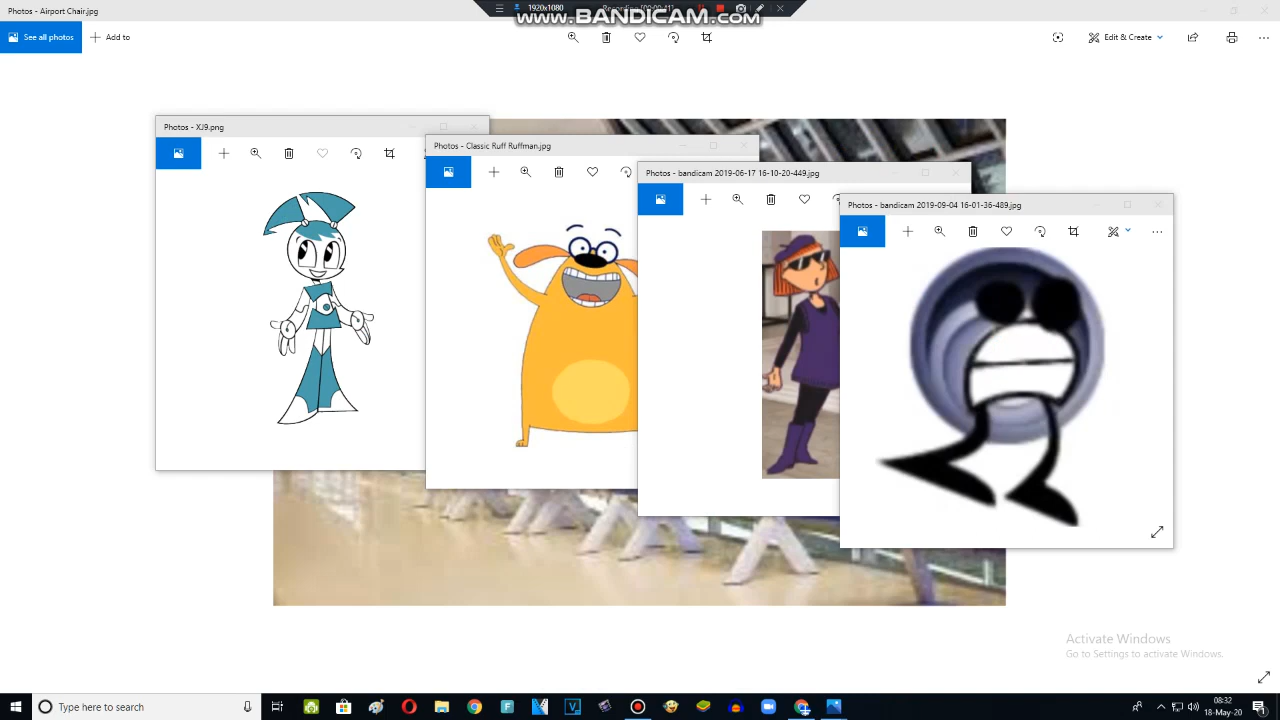 Photos - Airport Chair.jpg
1920x1080
www.BANDICAM.com
See all photos
Add to
Edit & Create
Photos - XJ9.png
Photos - Classic Ruff Ruffman.jpg
Photos - bandicam 2019-06-17 16-10-20-449.jpg
Photos - bandicam 2019-09-04 16-01-36-489.jpg
Activate Windows
Go to Settings to activate Windows.
Type here to search
08:32
18-May-20